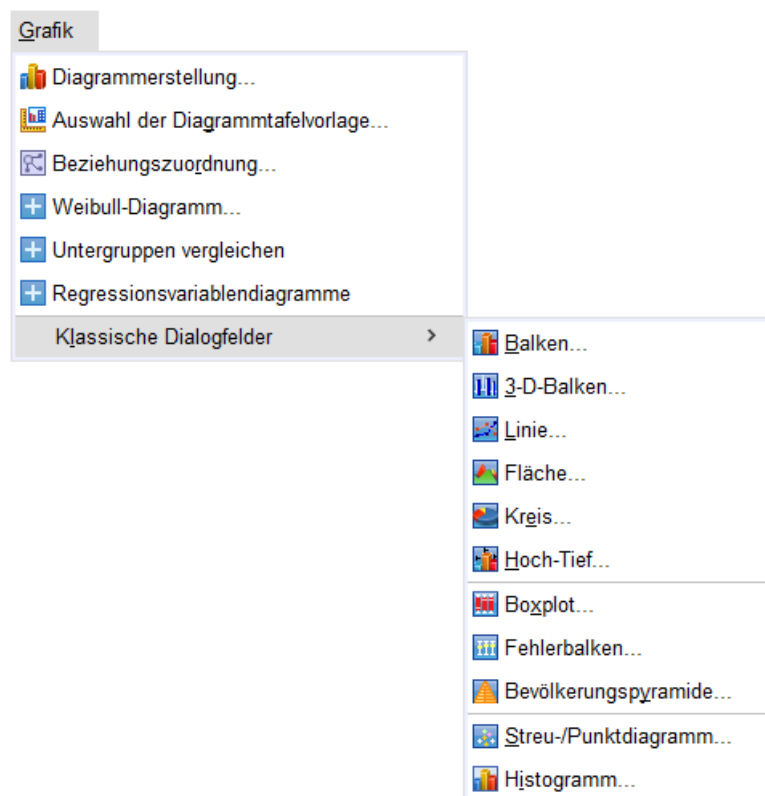 Grafik
Diagrammerstellung...
Auswahl der Diagrammtafelvorlage...
Beziehungszuordnung...
Weibull-Diagramm...
Untergruppen vergleichen
Regressionsvariablendiagramme
Klassische Dialogfelder
Balken...
3-D-Balken...
Linie...
Fläche...
Kreis...
Hoch-Tief...
Boxplot...
Fehlerbalken...
Bevölkerungspyramide...
Streu-/Punktdiagramm...
Histogramm...